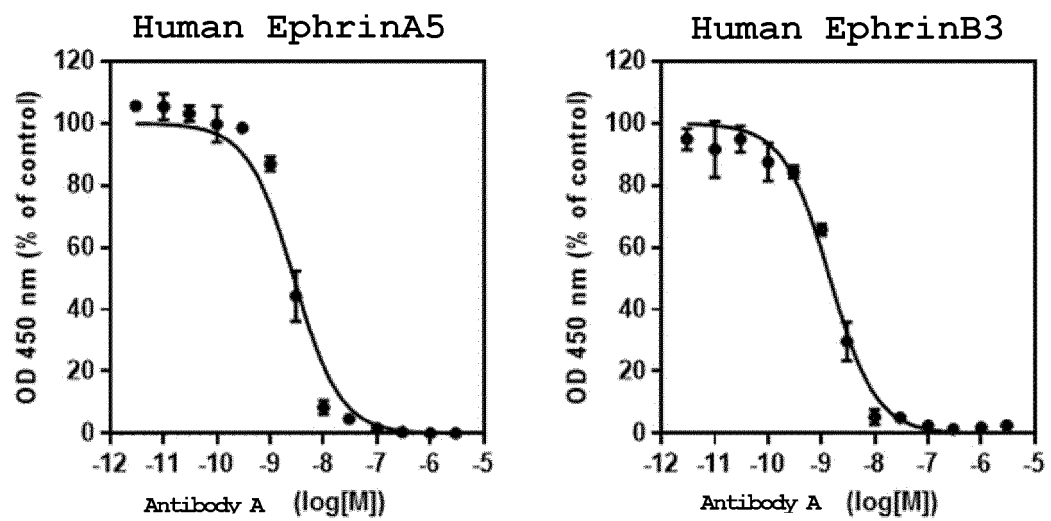 Human EphrinA5
OD 450 nm (% of control)
120
100
80
60
40
20
0
-12 -11 -10 -9 -8 -7 -6 -5
Antibody A (log[M])
Human EphrinB3
OD 450 nm (% of control)
120
100
80
60
40
20
0
-12 -11 -10 -9 -8 -7 -6 -5
Antibody A (log[M])